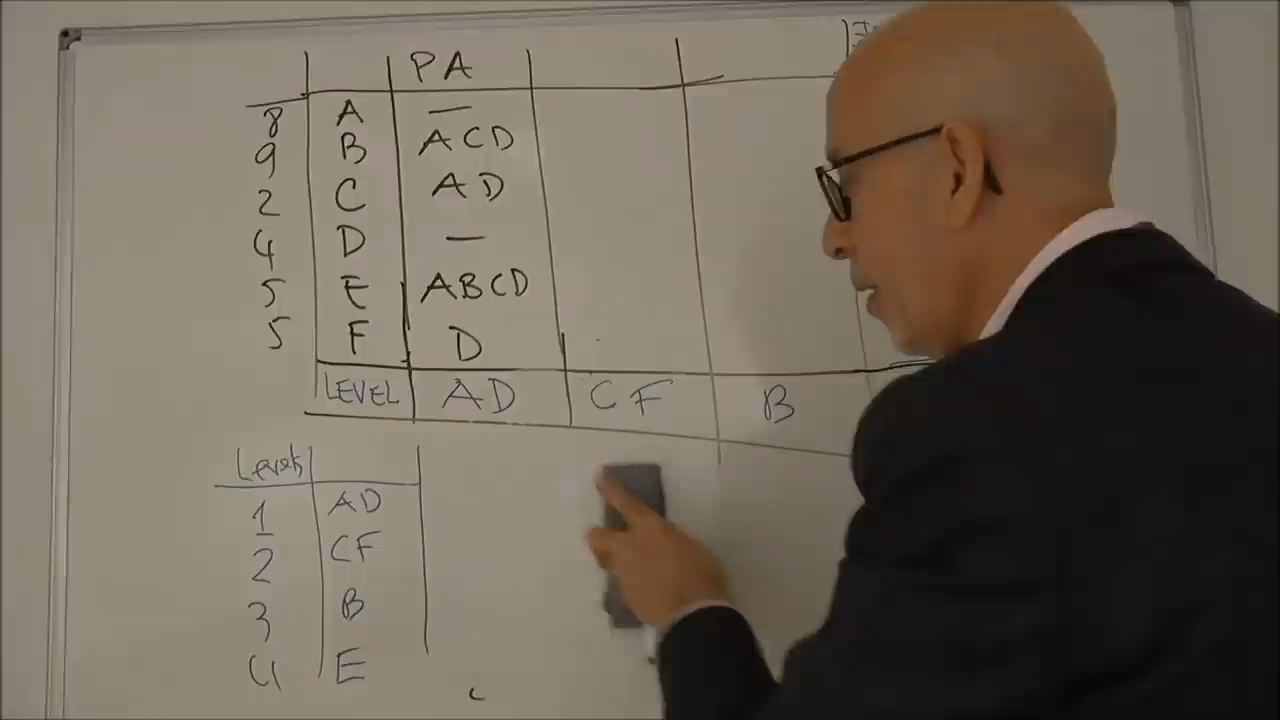 PA
8 A —
9 B ACD
2 C AD
4 D —
5 E ABCD
5 F D
LEVEL AD CF B
Levels
1 AD
2 CF
3 B
4 E